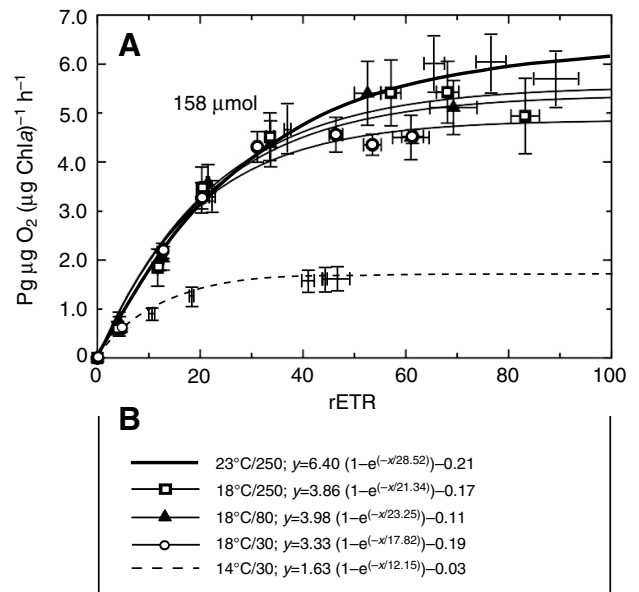 7.0
A
6.0
158 µmol
5.0
4.0
3.0
2.0
1.0
0
Pg µg O₂ (µg Chla)⁻¹ h⁻¹
0 20 40 60 80 100
rETR
B
23°C/250; y=6.40 (1–e^(–x/28.52))–0.21
18°C/250; y=3.86 (1–e^(–x/21.34))–0.17
18°C/80; y=3.98 (1–e^(–x/23.25))–0.11
18°C/30; y=3.33 (1–e^(–x/17.82))–0.19
14°C/30; y=1.63 (1–e^(–x/12.15))–0.03